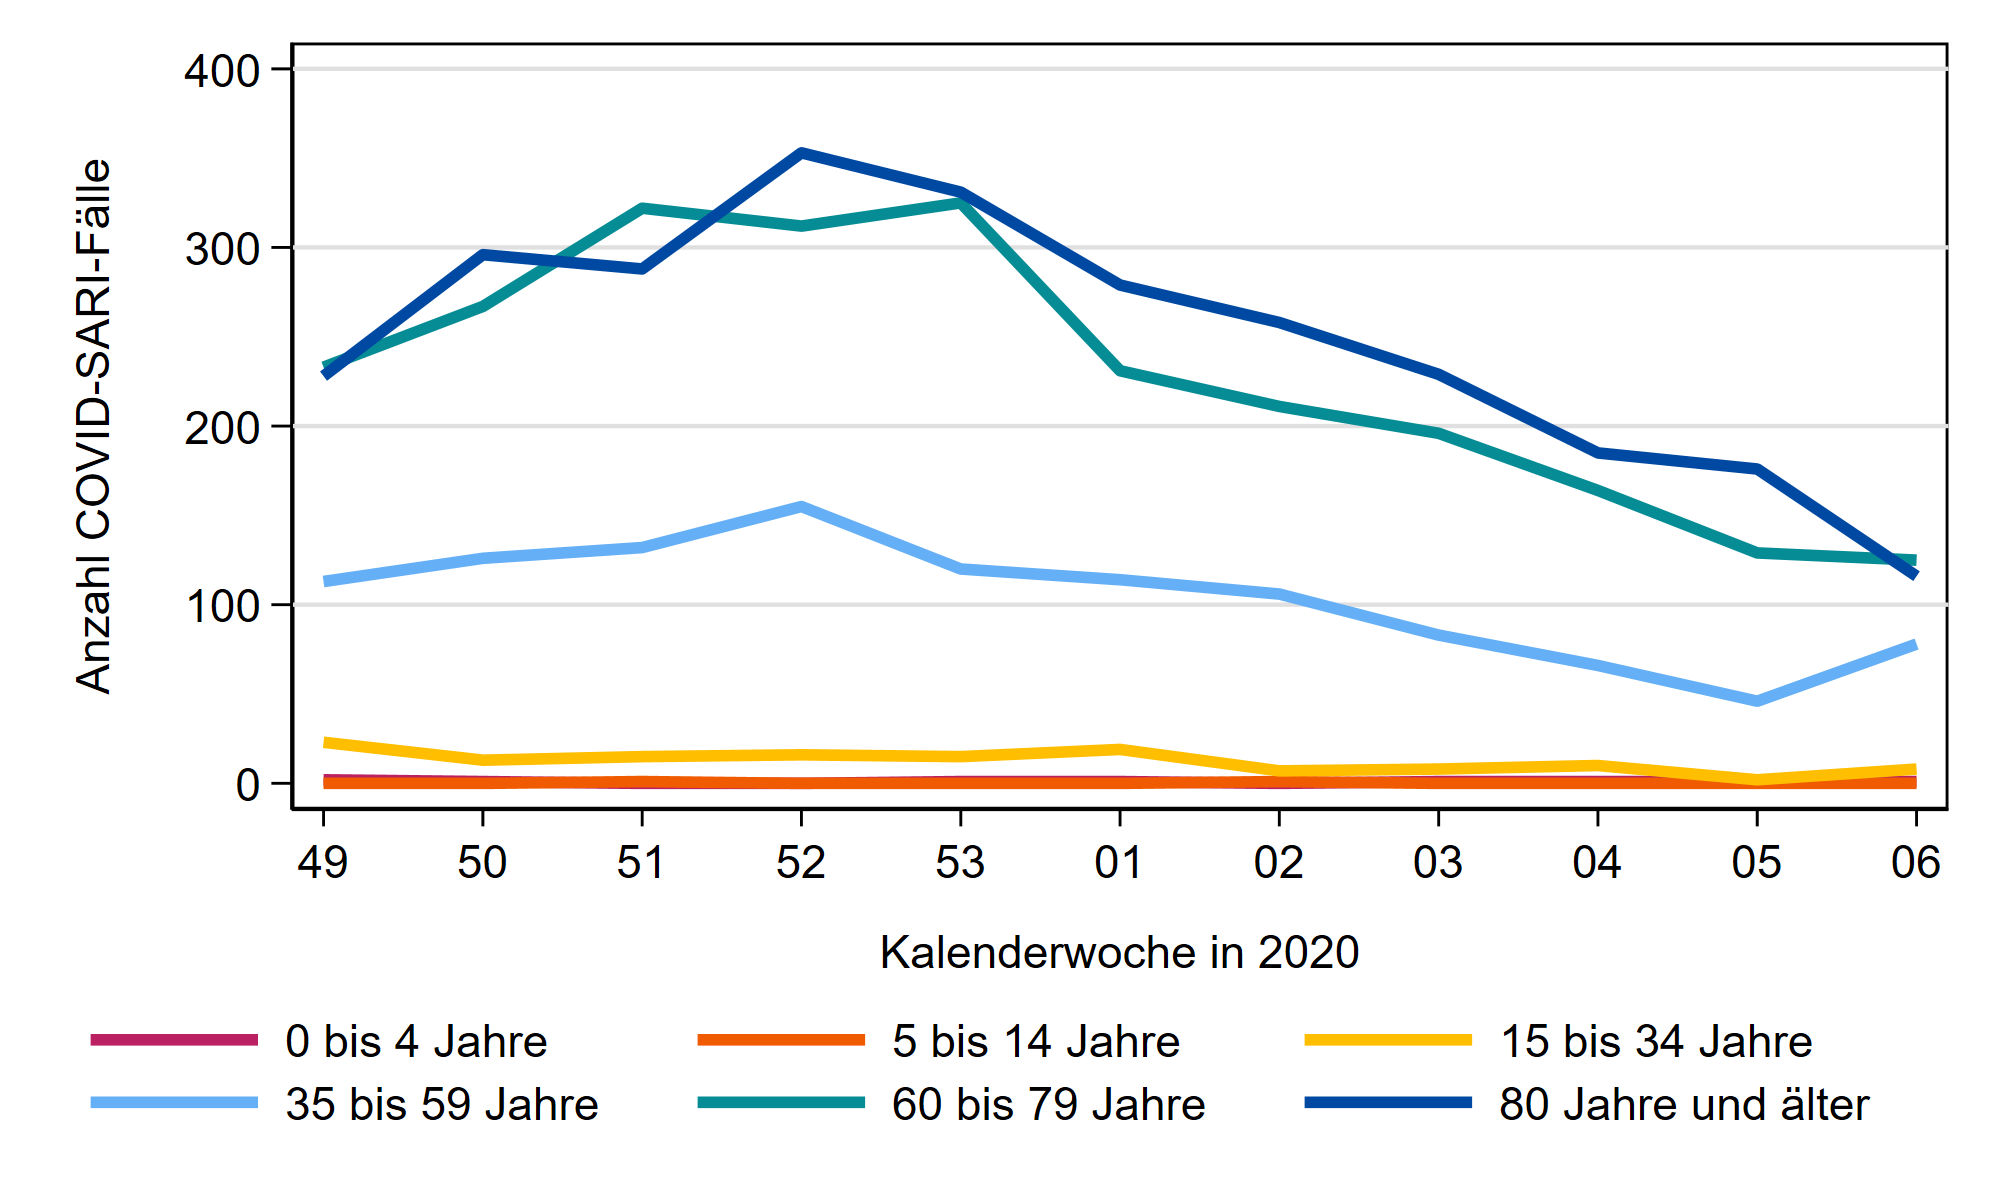 Anzahl COVID-SARI-Fälle
400
300
200
100
0
49 50 51 52 53 01 02 03 04 05 06
Kalenderwoche in 2020
0 bis 4 Jahre 5 bis 14 Jahre 15 bis 34 Jahre
35 bis 59 Jahre 60 bis 79 Jahre 80 Jahre und älter